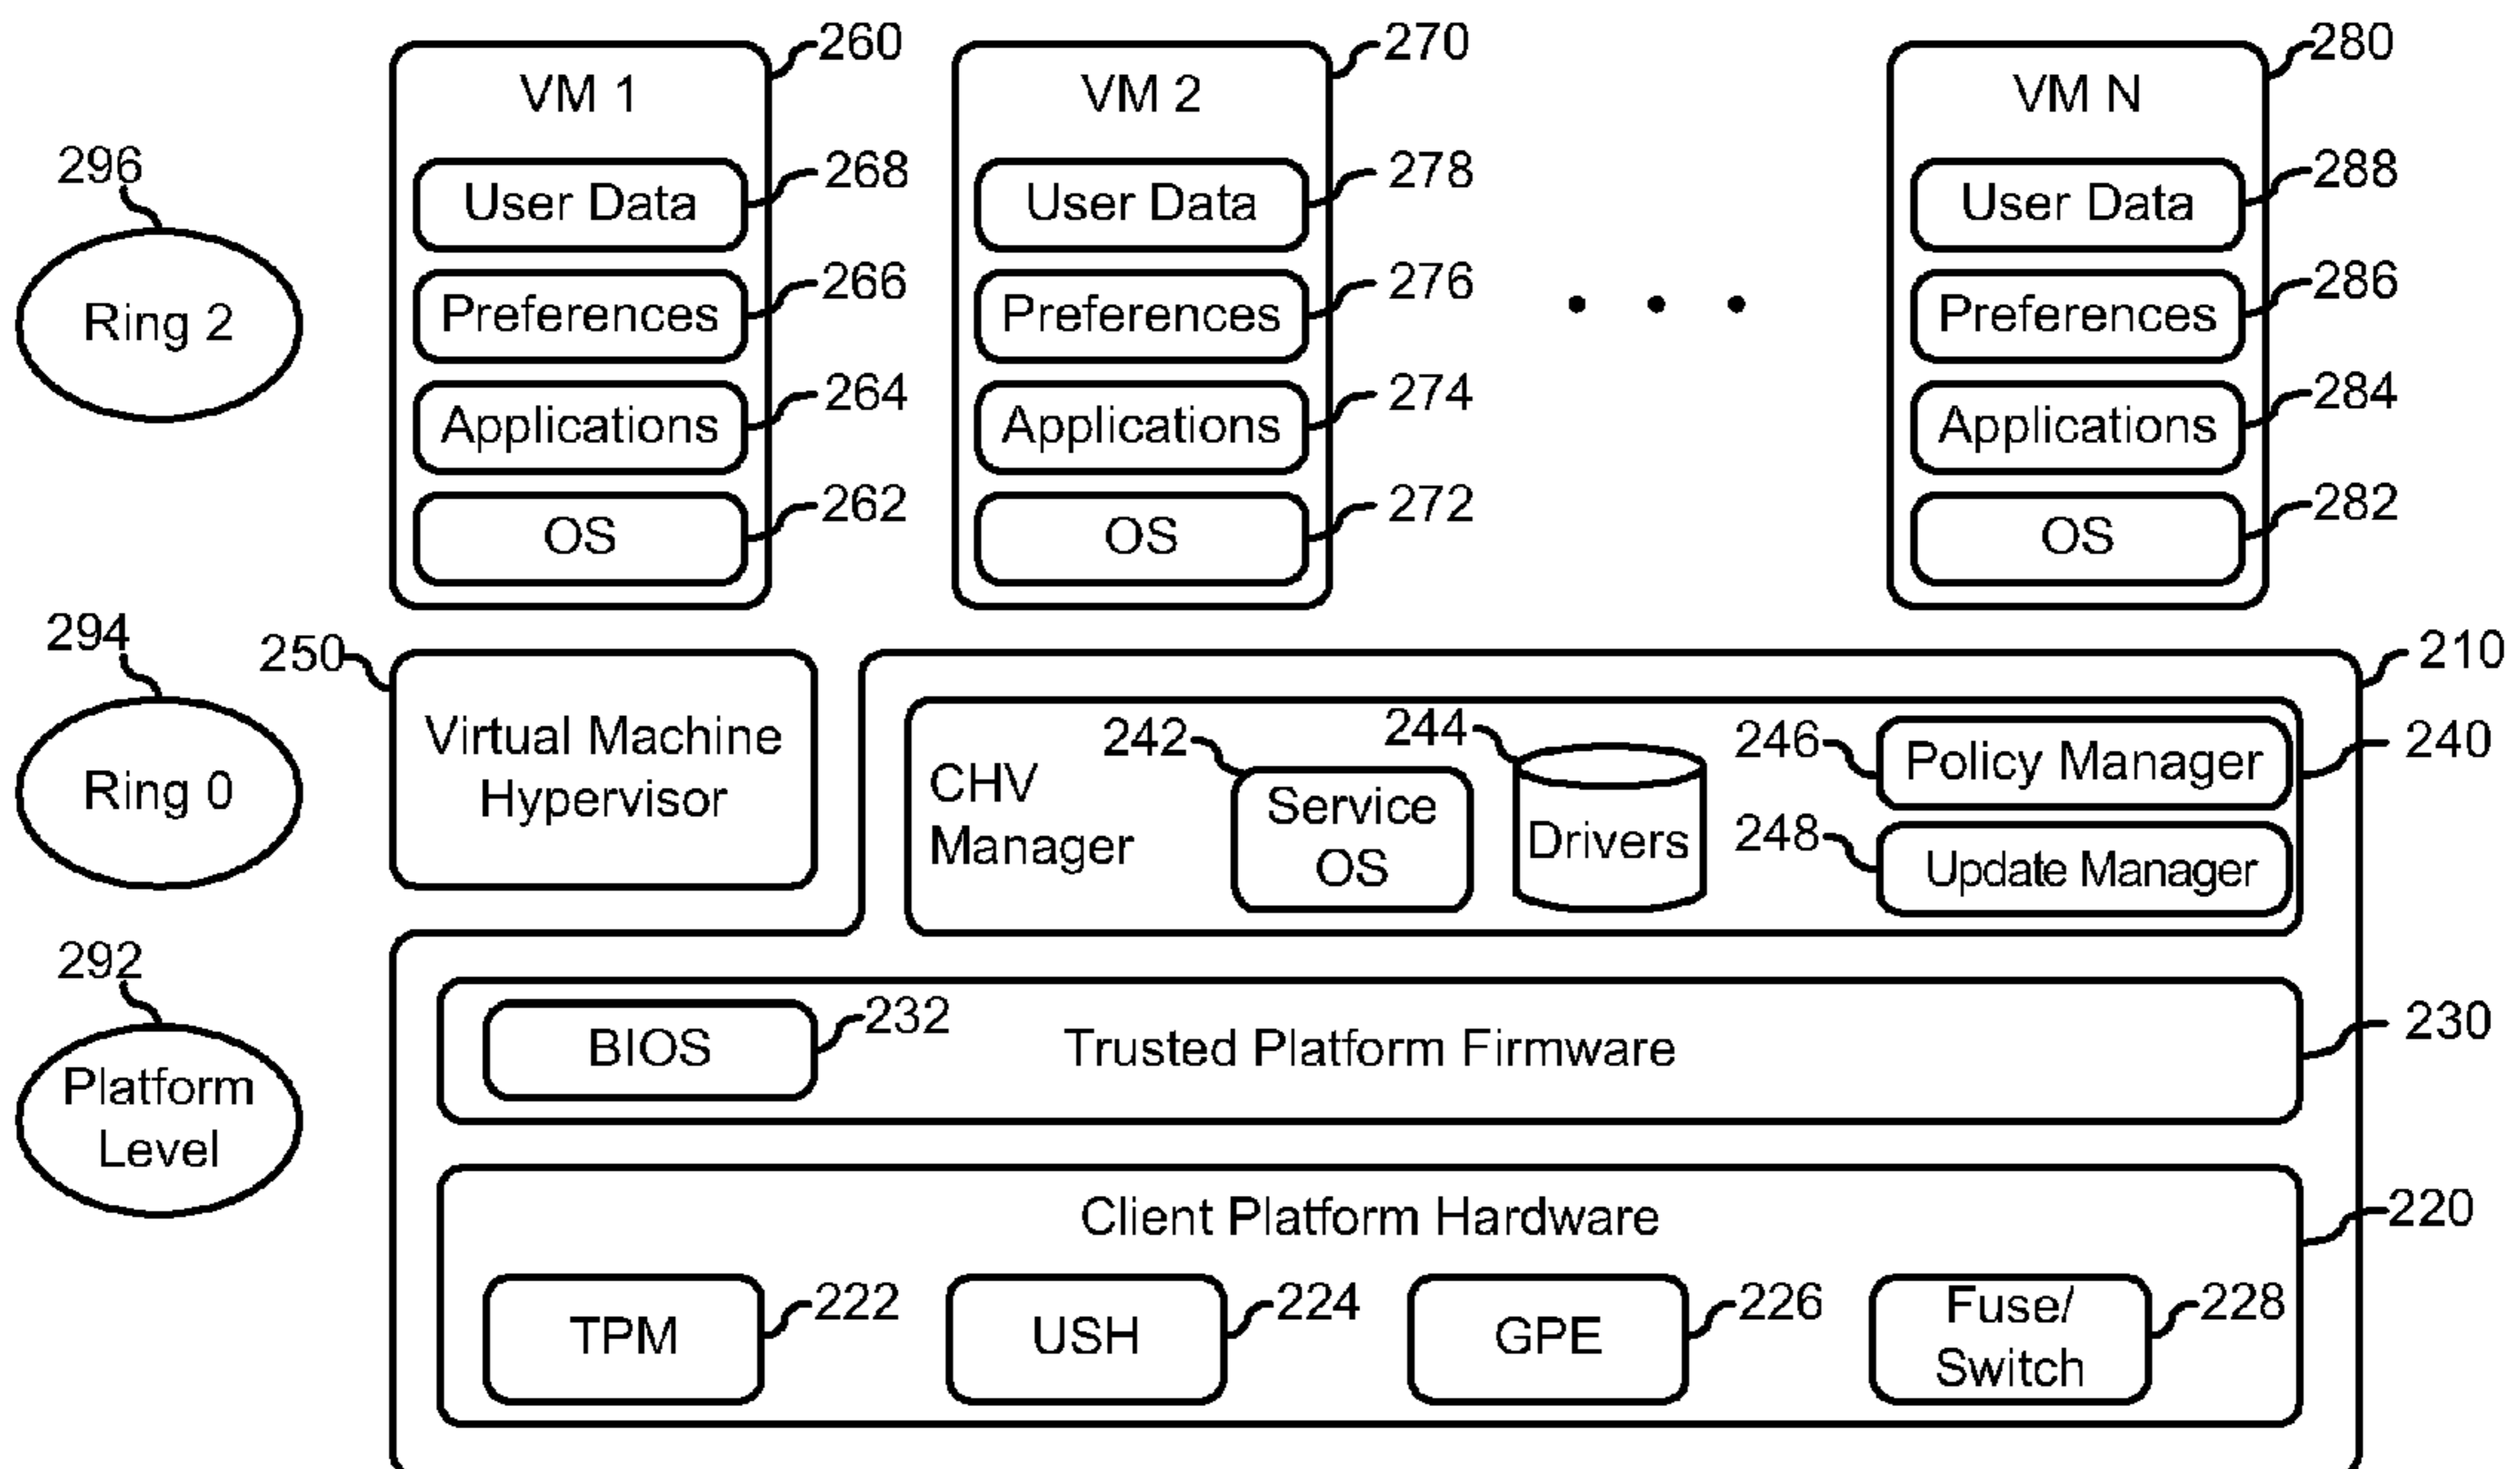 260
270
280
VM 1
VM 2
VM N
296
268
278
288
User Data
User Data
User Data
Ring 2
266
276
286
Preferences
Preferences
Preferences
264
274
284
Applications
Applications
Applications
262
272
282
OS
OS
OS
294
250
210
Virtual Machine
Hypervisor
Ring 0
CHV
Manager
242
Service
OS
244
Drivers
246
Policy Manager
240
248
Update Manager
292
Platform
Level
BIOS
232
Trusted Platform Firmware
230
Client Platform Hardware
220
TPM
222
USH
224
GPE
226
Fuse/
Switch
228